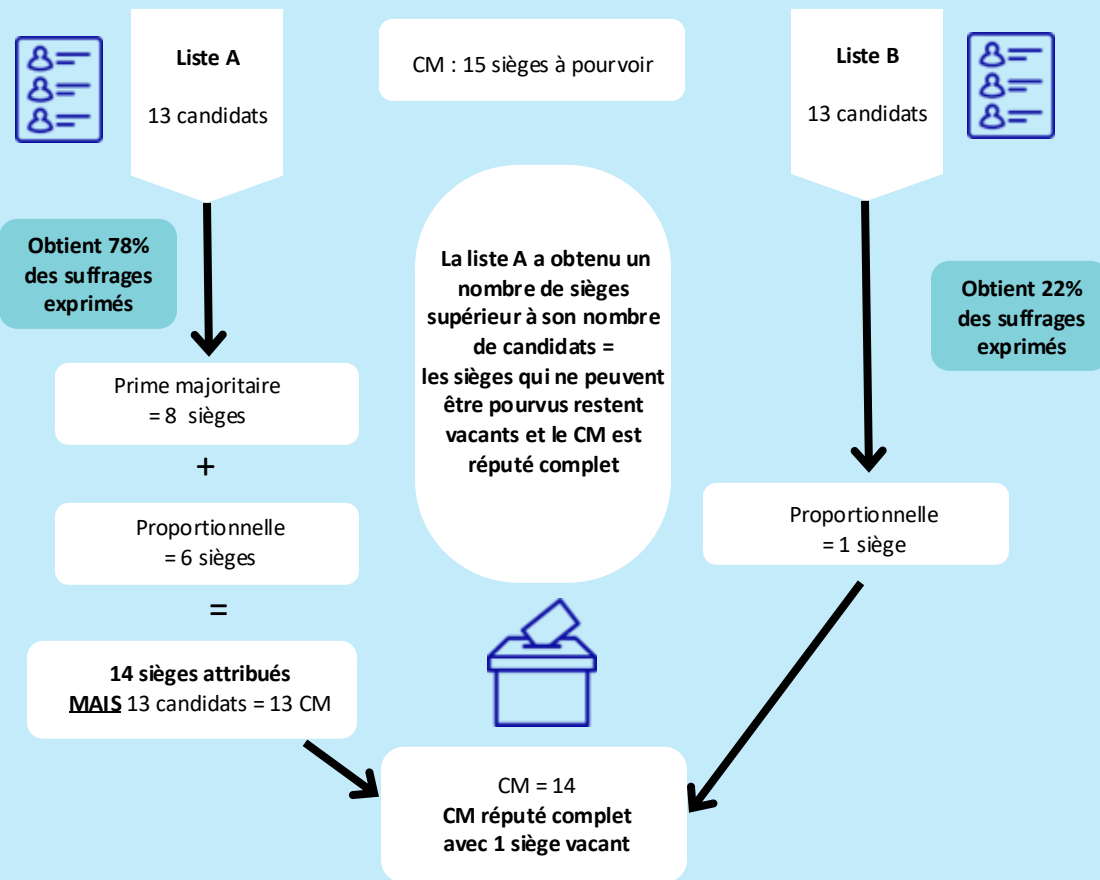 Liste A
13 candidats
CM : 15 sièges à pourvoir
Liste B
13 candidats
Obtient 78%
des suffrages
exprimés
La liste A a obtenu un
nombre de sièges
supérieur à son nombre
de candidats =
les sièges qui ne peuvent
être pourvus restent
vacants et le CM est
réputé complet
Obtient 22%
des suffrages
exprimés
Prime majoritaire
= 8 sièges
+
Proportionnelle
= 6 sièges
=
14 sièges attribués
MAIS 13 candidats = 13 CM
Proportionnelle
= 1 siège
CM = 14
CM réputé complet
avec 1 siège vacant